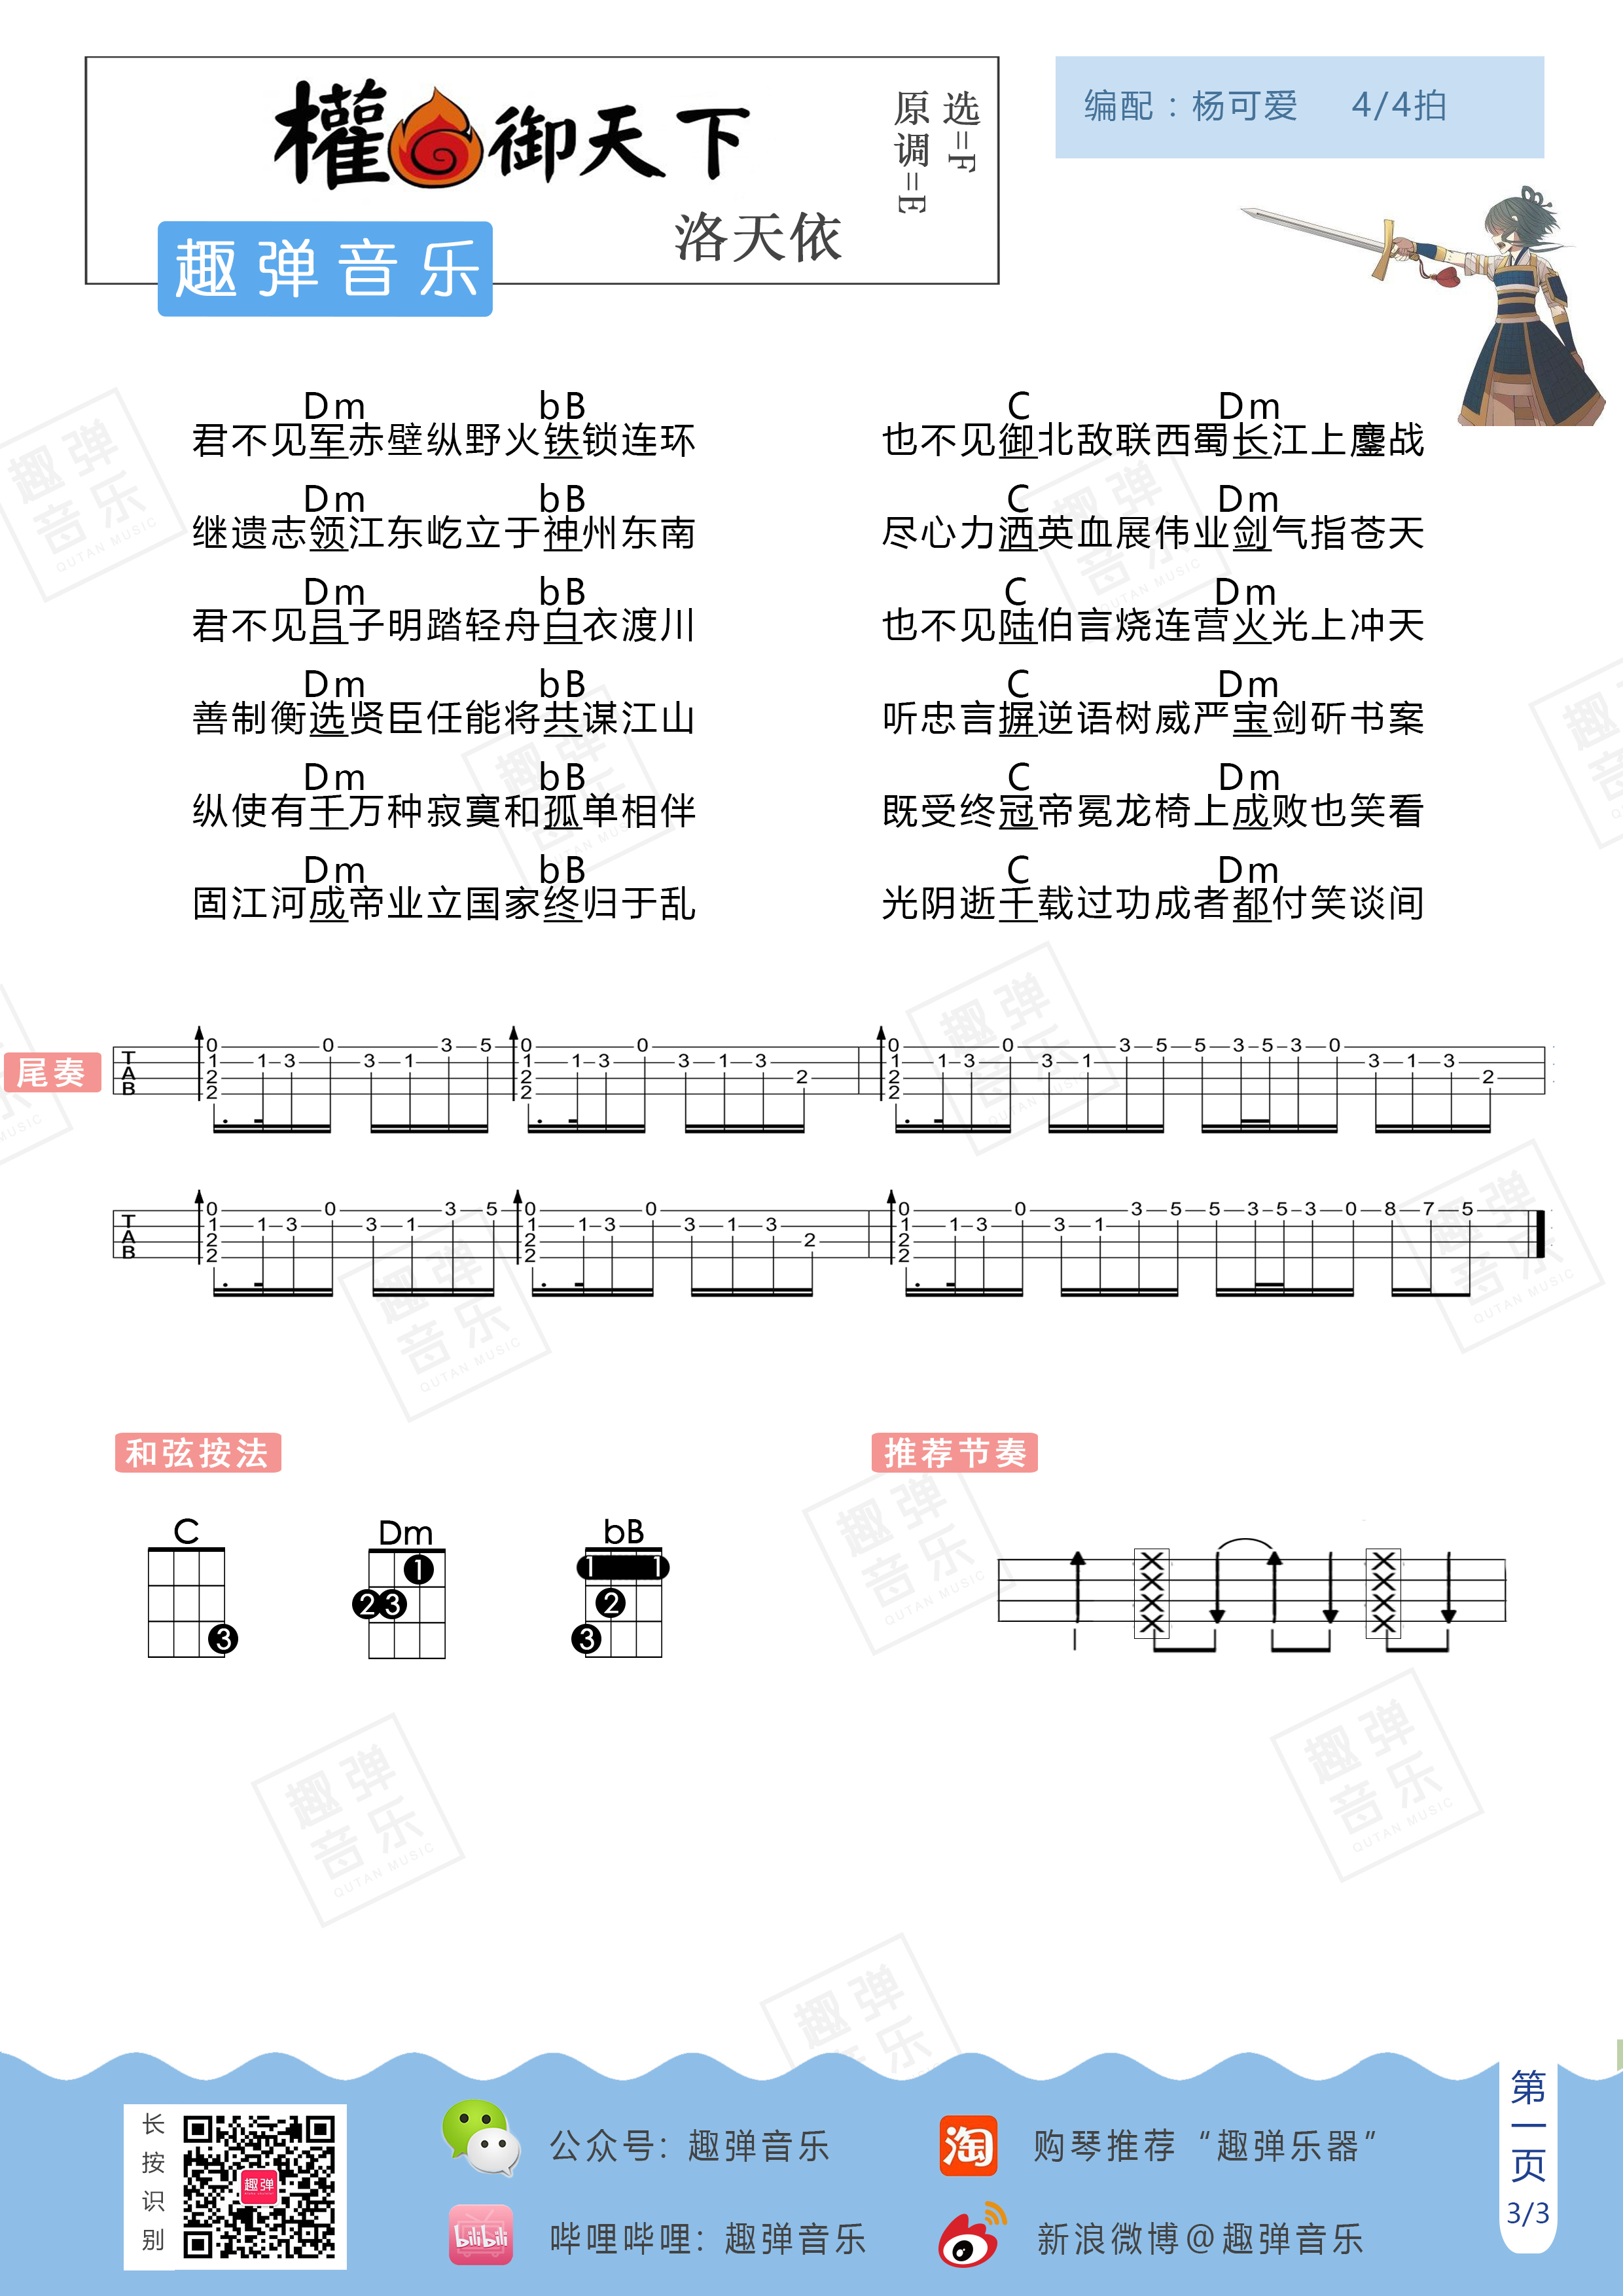 權御天下
原调=E
选=F
洛天依
趣弹音乐
编配：杨可爱 4/4拍
Dm bB C Dm
君不见军赤壁纵野火铁锁连环 也不见御北敌联西蜀长江上鏖战
Dm bB C Dm
继遗志领江东屹立于神州东南 尽心力洒英血展伟业剑气指苍天
Dm bB C Dm
君不见吕子明踏轻舟白衣渡川 也不见陆伯言烧连营火光上冲天
Dm bB C Dm
善制衡选贤臣任能将共谋江山 听忠言摒逆语树威严宝剑斫书案
Dm bB C Dm
纵使有千万种寂寞和孤单相伴 既受终冠帝冕龙椅上成败也笑看
Dm bB C Dm
固江河成帝业立国家终归于乱 光阴逝千载过功成者都付笑谈间
尾奏
TAB
0 0 3 5 0 0 0 0 3 5 5 3 5 3 0
1 1 3 3 1 1 1 3 3 1 3 1 1 3 3 1 3 1 3
2 2 2 2 2
2 2 2
TAB
0 0 3 5 0 0 0 0 3 5 5 3 5 3 0 8 7 5
1 1 3 3 1 1 1 3 3 1 3 1 1 3 3 1
2 2 2 2
2 2 2
和弦按法
推荐节奏
C Dm bB
1 1 1
2 3 2
3 3
长按识别
趣弹
公众号：趣弹音乐
淘
购琴推荐“趣弹乐器”
bilibili
哔哩哔哩：趣弹音乐
新浪微博@趣弹音乐
第一页
3/3
趣弹音乐
QUTAN MUSIC